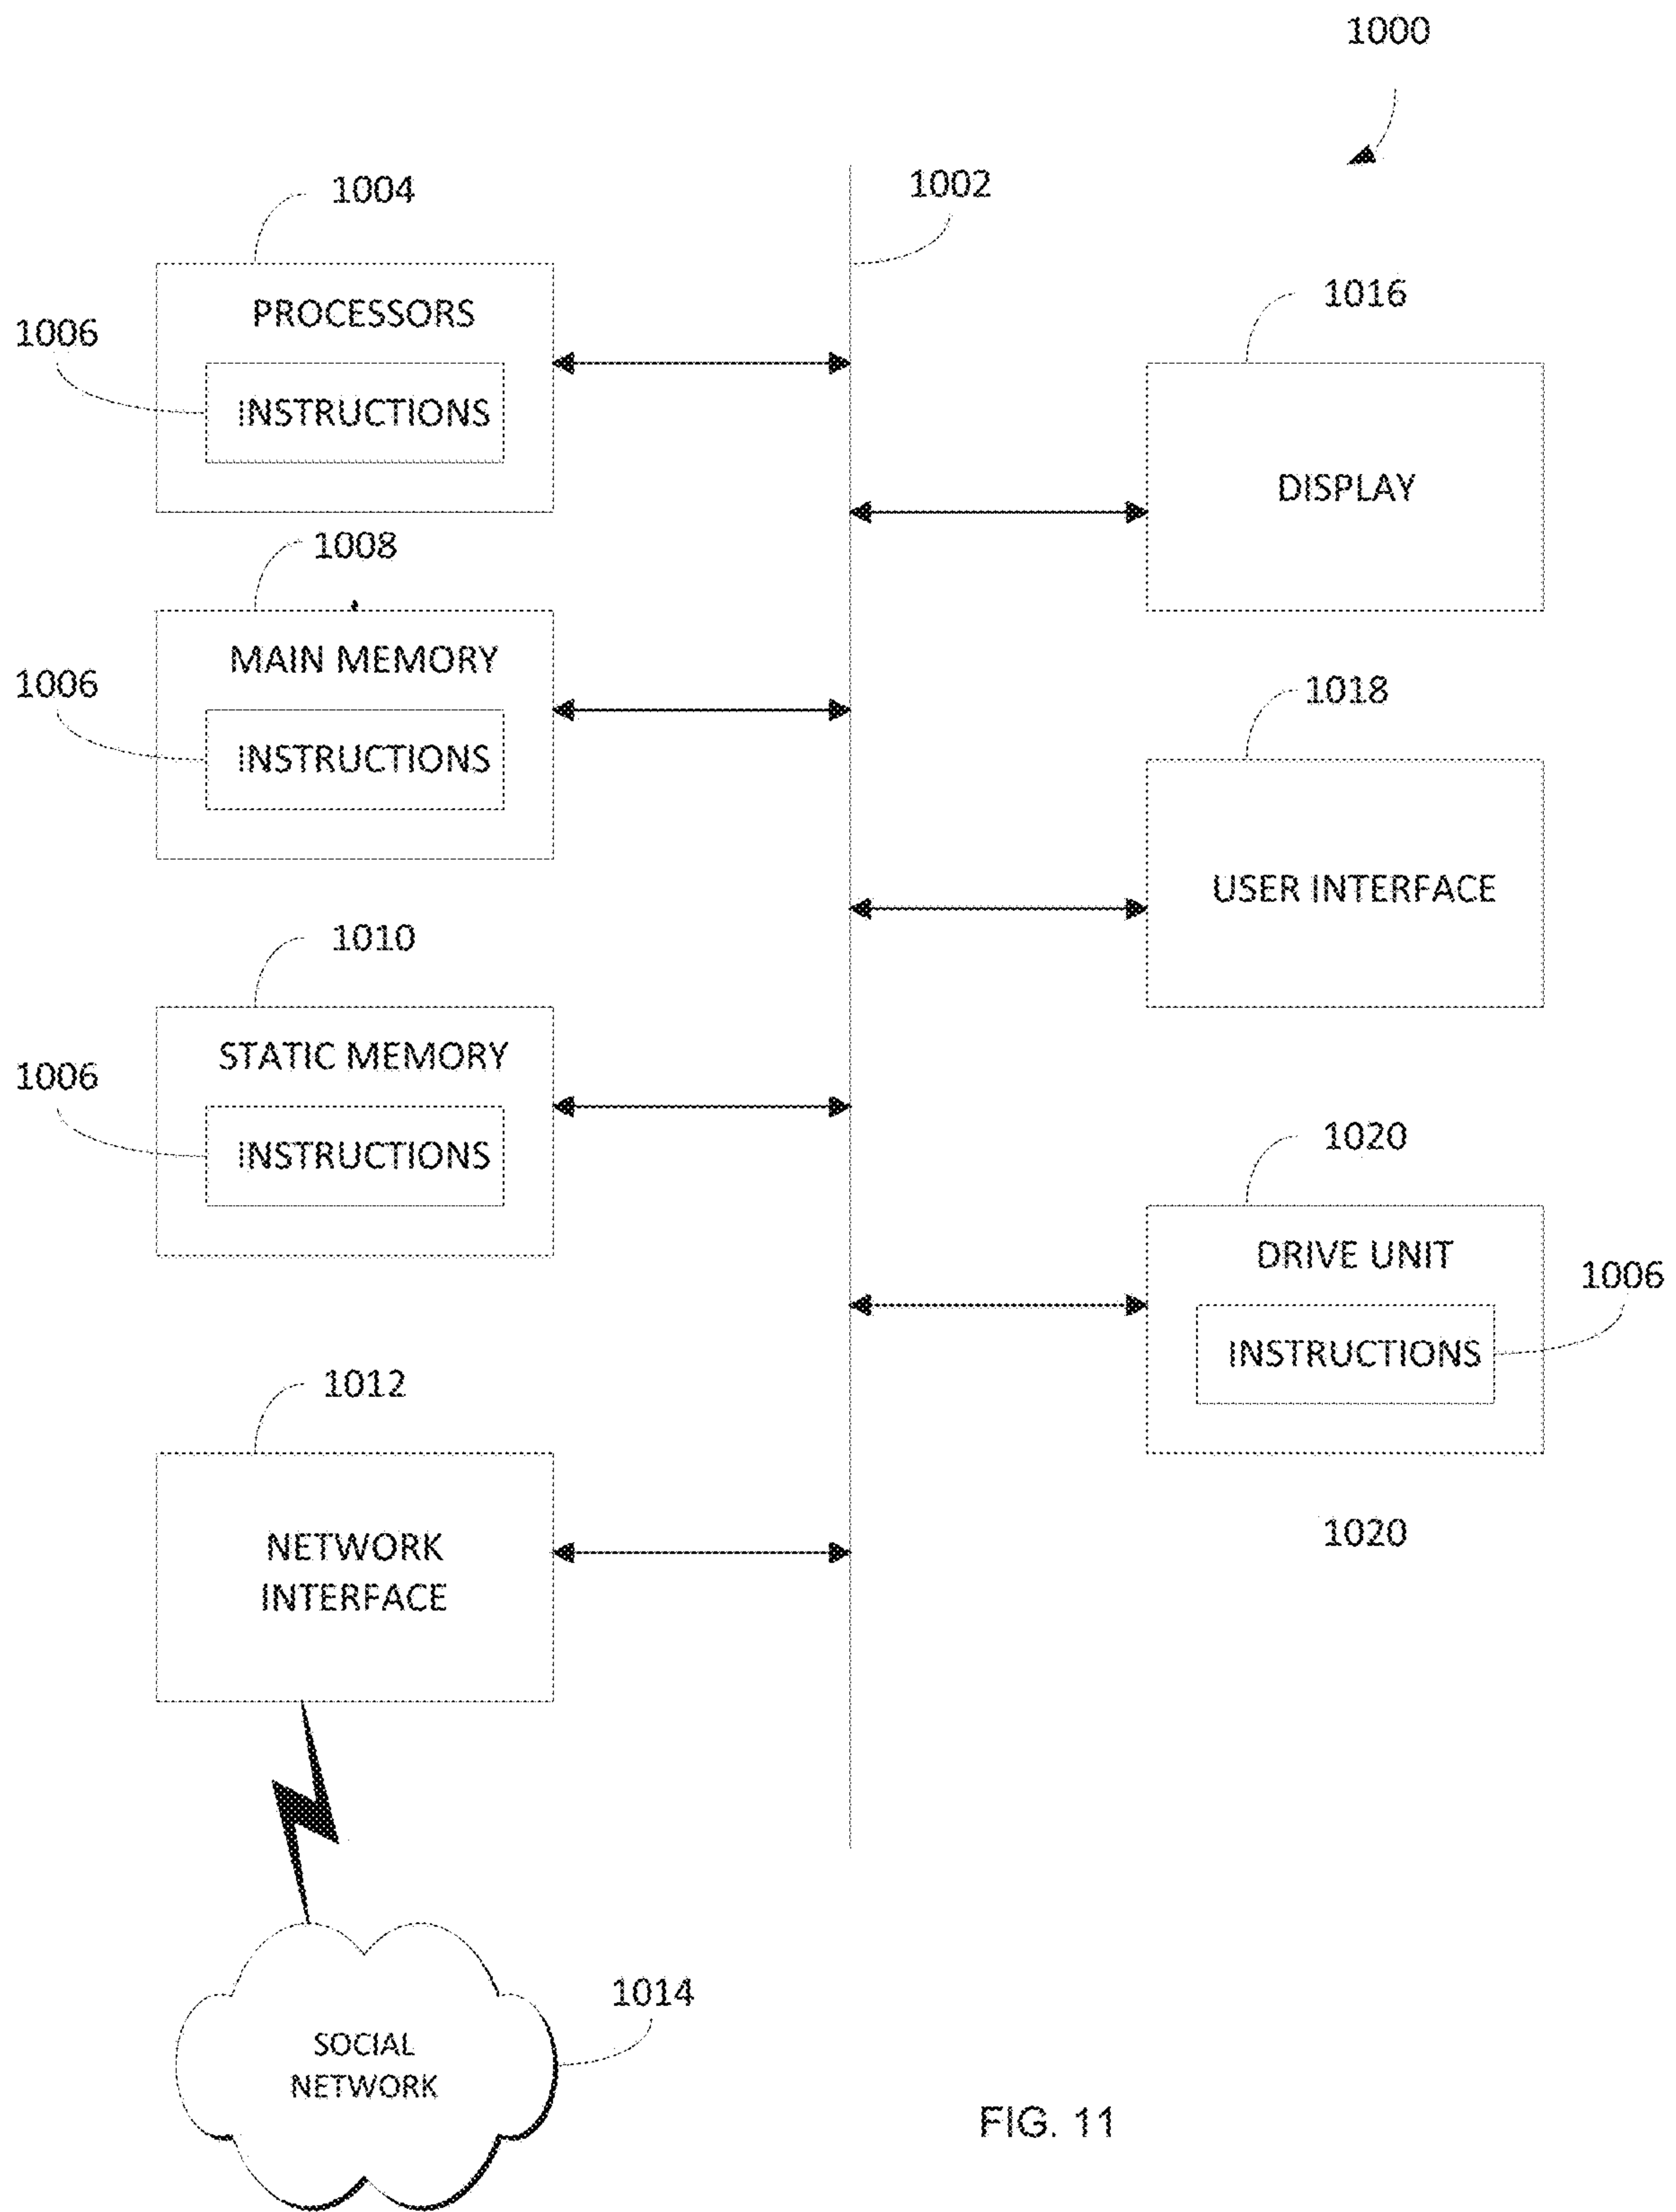 1000
1004
1002
PROCESSORS
1006
INSTRUCTIONS
1016
DISPLAY
1008
MAIN MEMORY
1006
INSTRUCTIONS
1018
USER INTERFACE
1010
STATIC MEMORY
1006
INSTRUCTIONS
1020
DRIVE UNIT
1006
INSTRUCTIONS
1012
NETWORK
INTERFACE
1020
1014
SOCIAL
NETWORK
FIG. 11